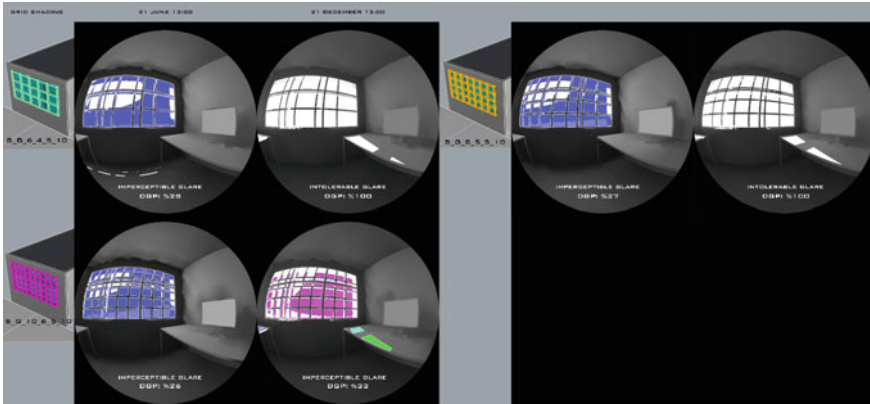 GRID SHADING
21 JUNE 13:00
21 DECEMBER 13:00
IMPERCEPTIBLE GLARE
DGP: %28
INTOLERABLE GLARE
DGP: %100
IMPERCEPTIBLE GLARE
DGP: %27
INTOLERABLE GLARE
DGP: %100
IMPERCEPTIBLE GLARE
DGP: %26
IMPERCEPTIBLE GLARE
DGP: %33